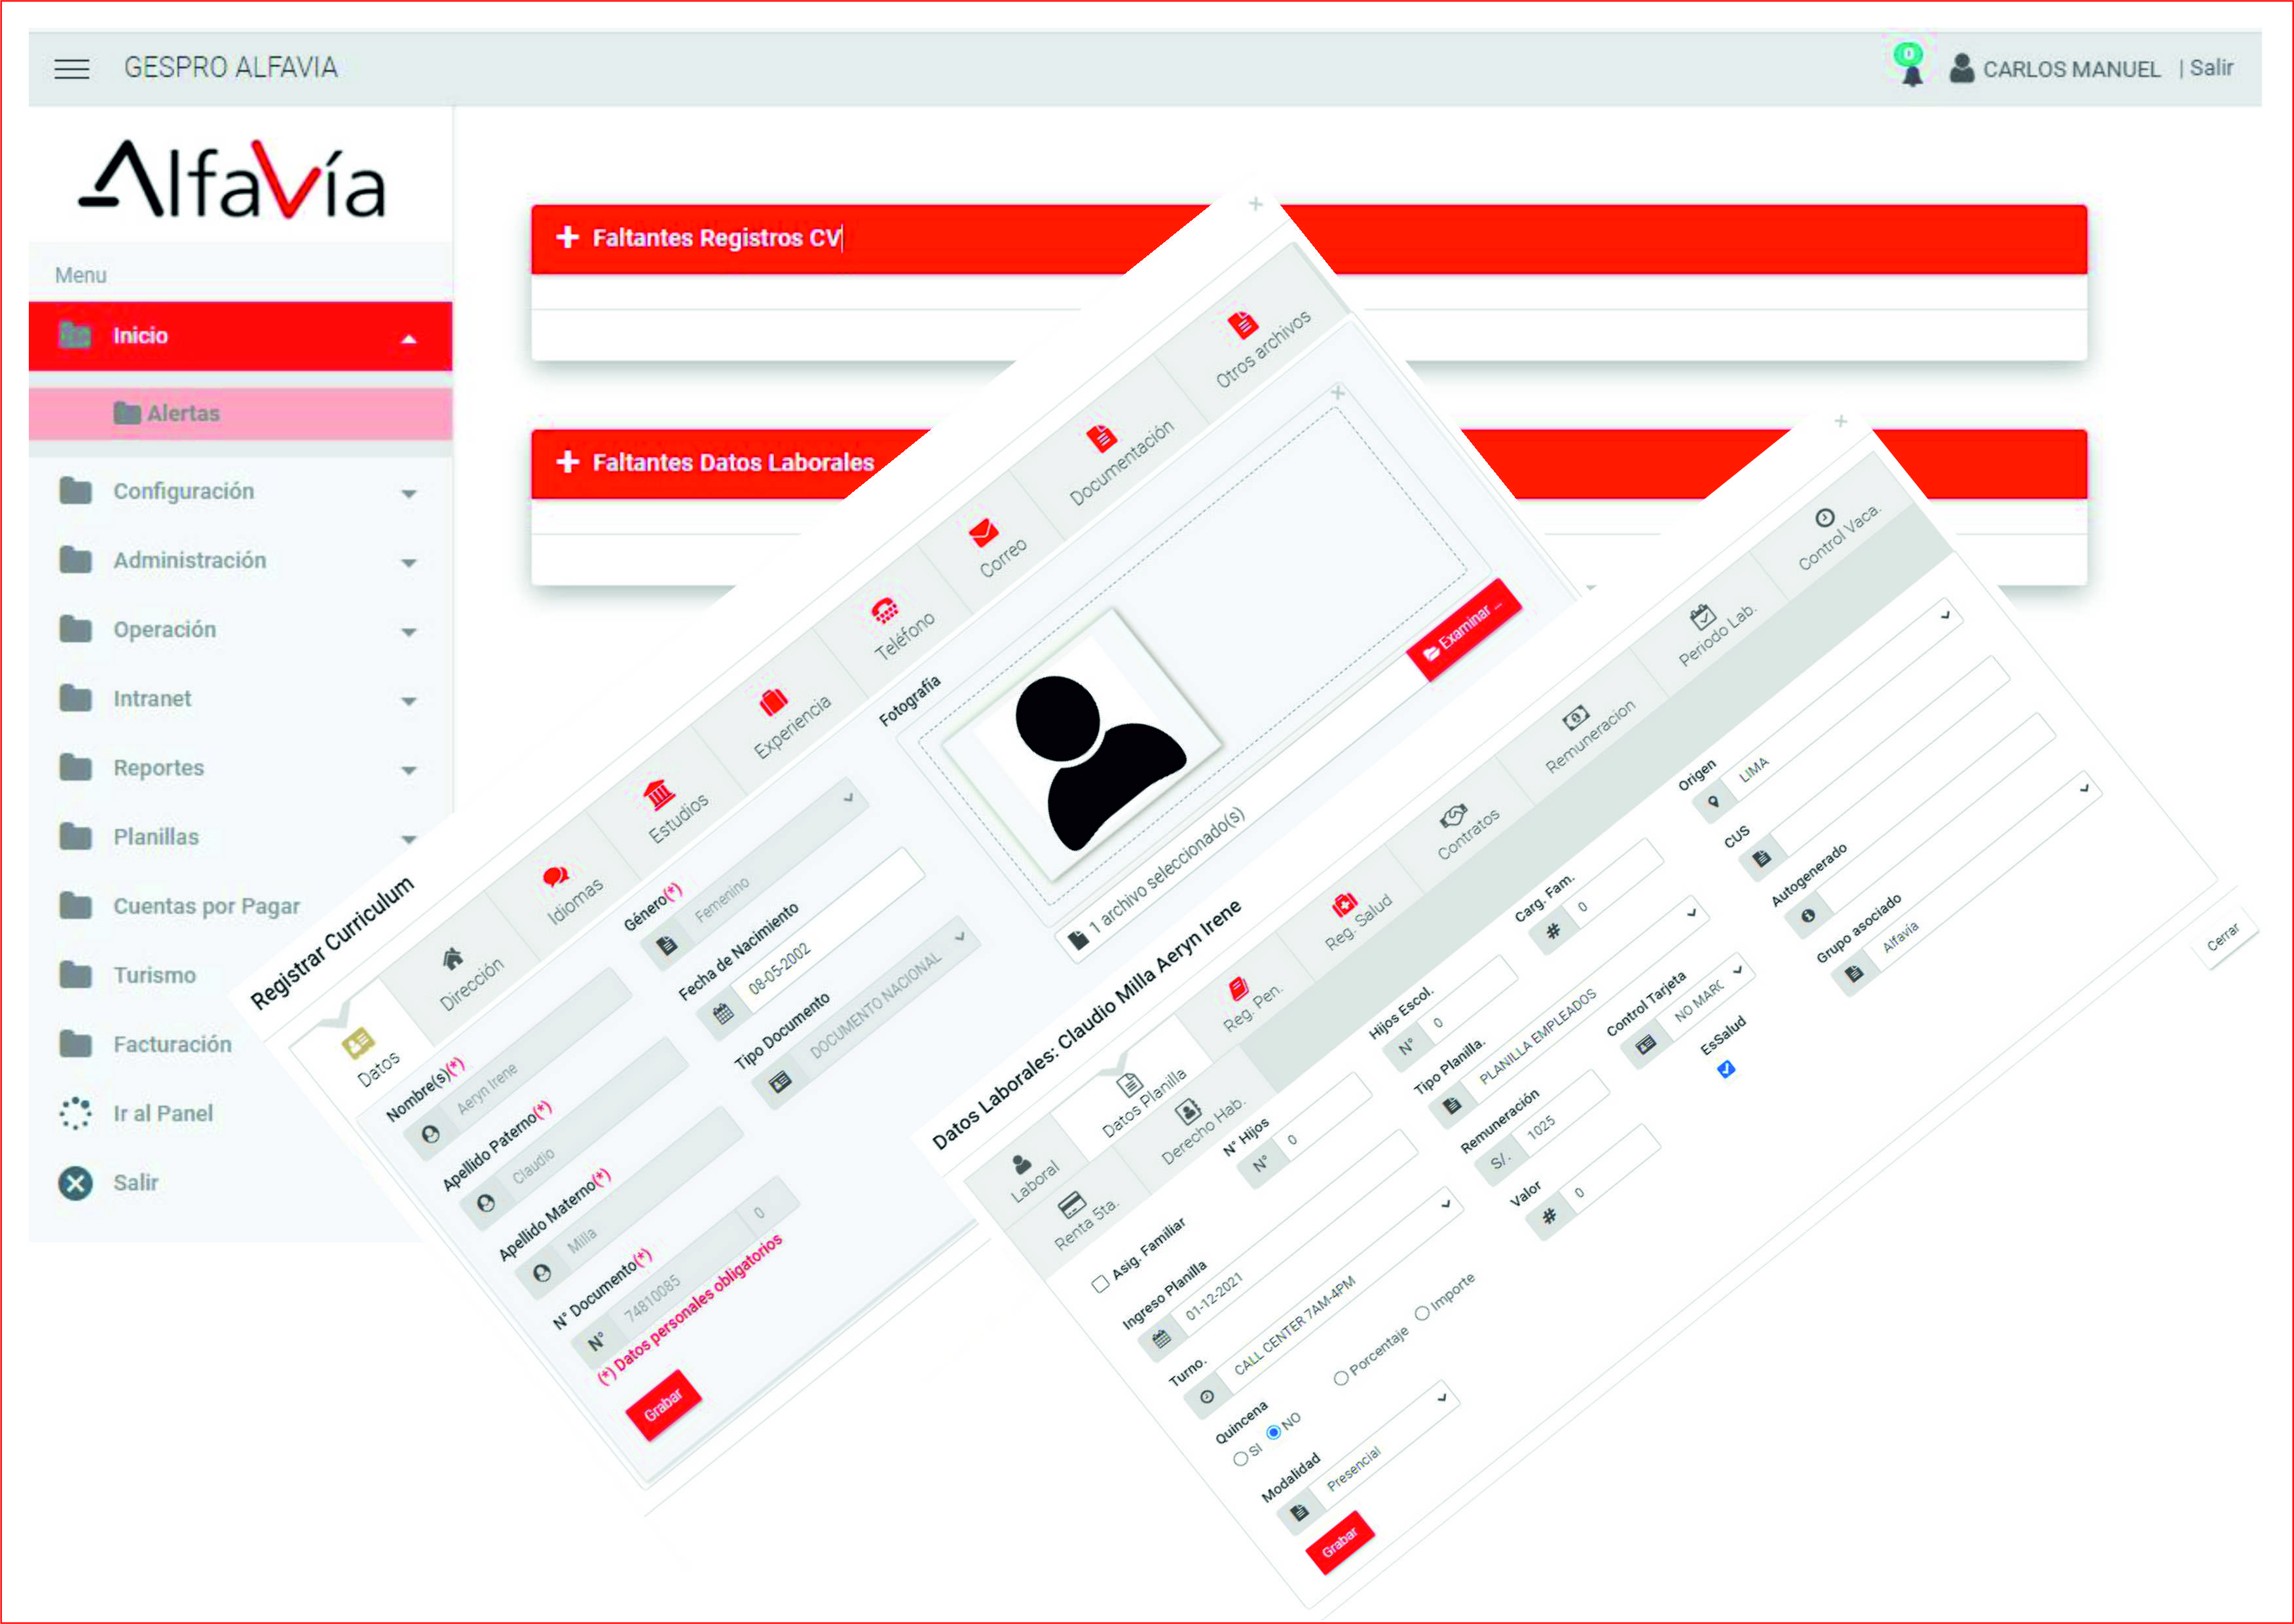 GESPRO ALFAVIA
0
CARLOS MANUEL | Salir
AlfaVía
Menu
Inicio
Alertas
Configuración
Administración
Operación
Intranet
Reportes
Planillas
Cuentas por Pagar
Turismo
Facturación
Ir al Panel
Salir
+ Faltantes Registros CV
+ Faltantes Datos Laborales
Registrar Curriculum
Datos
Dirección
Idiomas
Estudios
Experiencia
Teléfono
Correo
Documentación
Otros archivos
Nombre(s)(*)
Aeryn Irene
Apellido Paterno(*)
Claudio
Apellido Materno(*)
Milla
N° Documento(*)
N° 74810085 0
(*) Datos personales obligatorios
Grabar
Género(*)
Femenino
Fecha de Nacimiento
08-05-2002
Tipo Documento
DOCUMENTO NACIONAL
Fotografía
1 archivo seleccionado(s)
Examinar ...
Datos Laborales: Claudio Milla Aeryn Irene
Laboral
Datos Planilla
Reg. Pen.
Reg. Salud
Contratos
Remuneracion
Periodo Lab.
Control Vaca.
Renta 5ta.
Derecho Hab.
Asig. Familiar
N° Hijos
N° 0
Hijos Escol.
N° 0
Carg. Fam.
# 0
Origen
LIMA
Ingreso Planilla
01-12-2021
Tipo Planilla.
PLANILLA EMPLEADOS
CUS
Turno.
CALL CENTER 7AM-4PM
Remuneración
S/. 1025
Control Tarjeta
NO MARC
Autogenerado
Quincena
SI NO
Porcentaje Importe
Valor
# 0
EsSalud
Grupo asociado
Alfavia
Modalidad
Presencial
Grabar
Cerrar